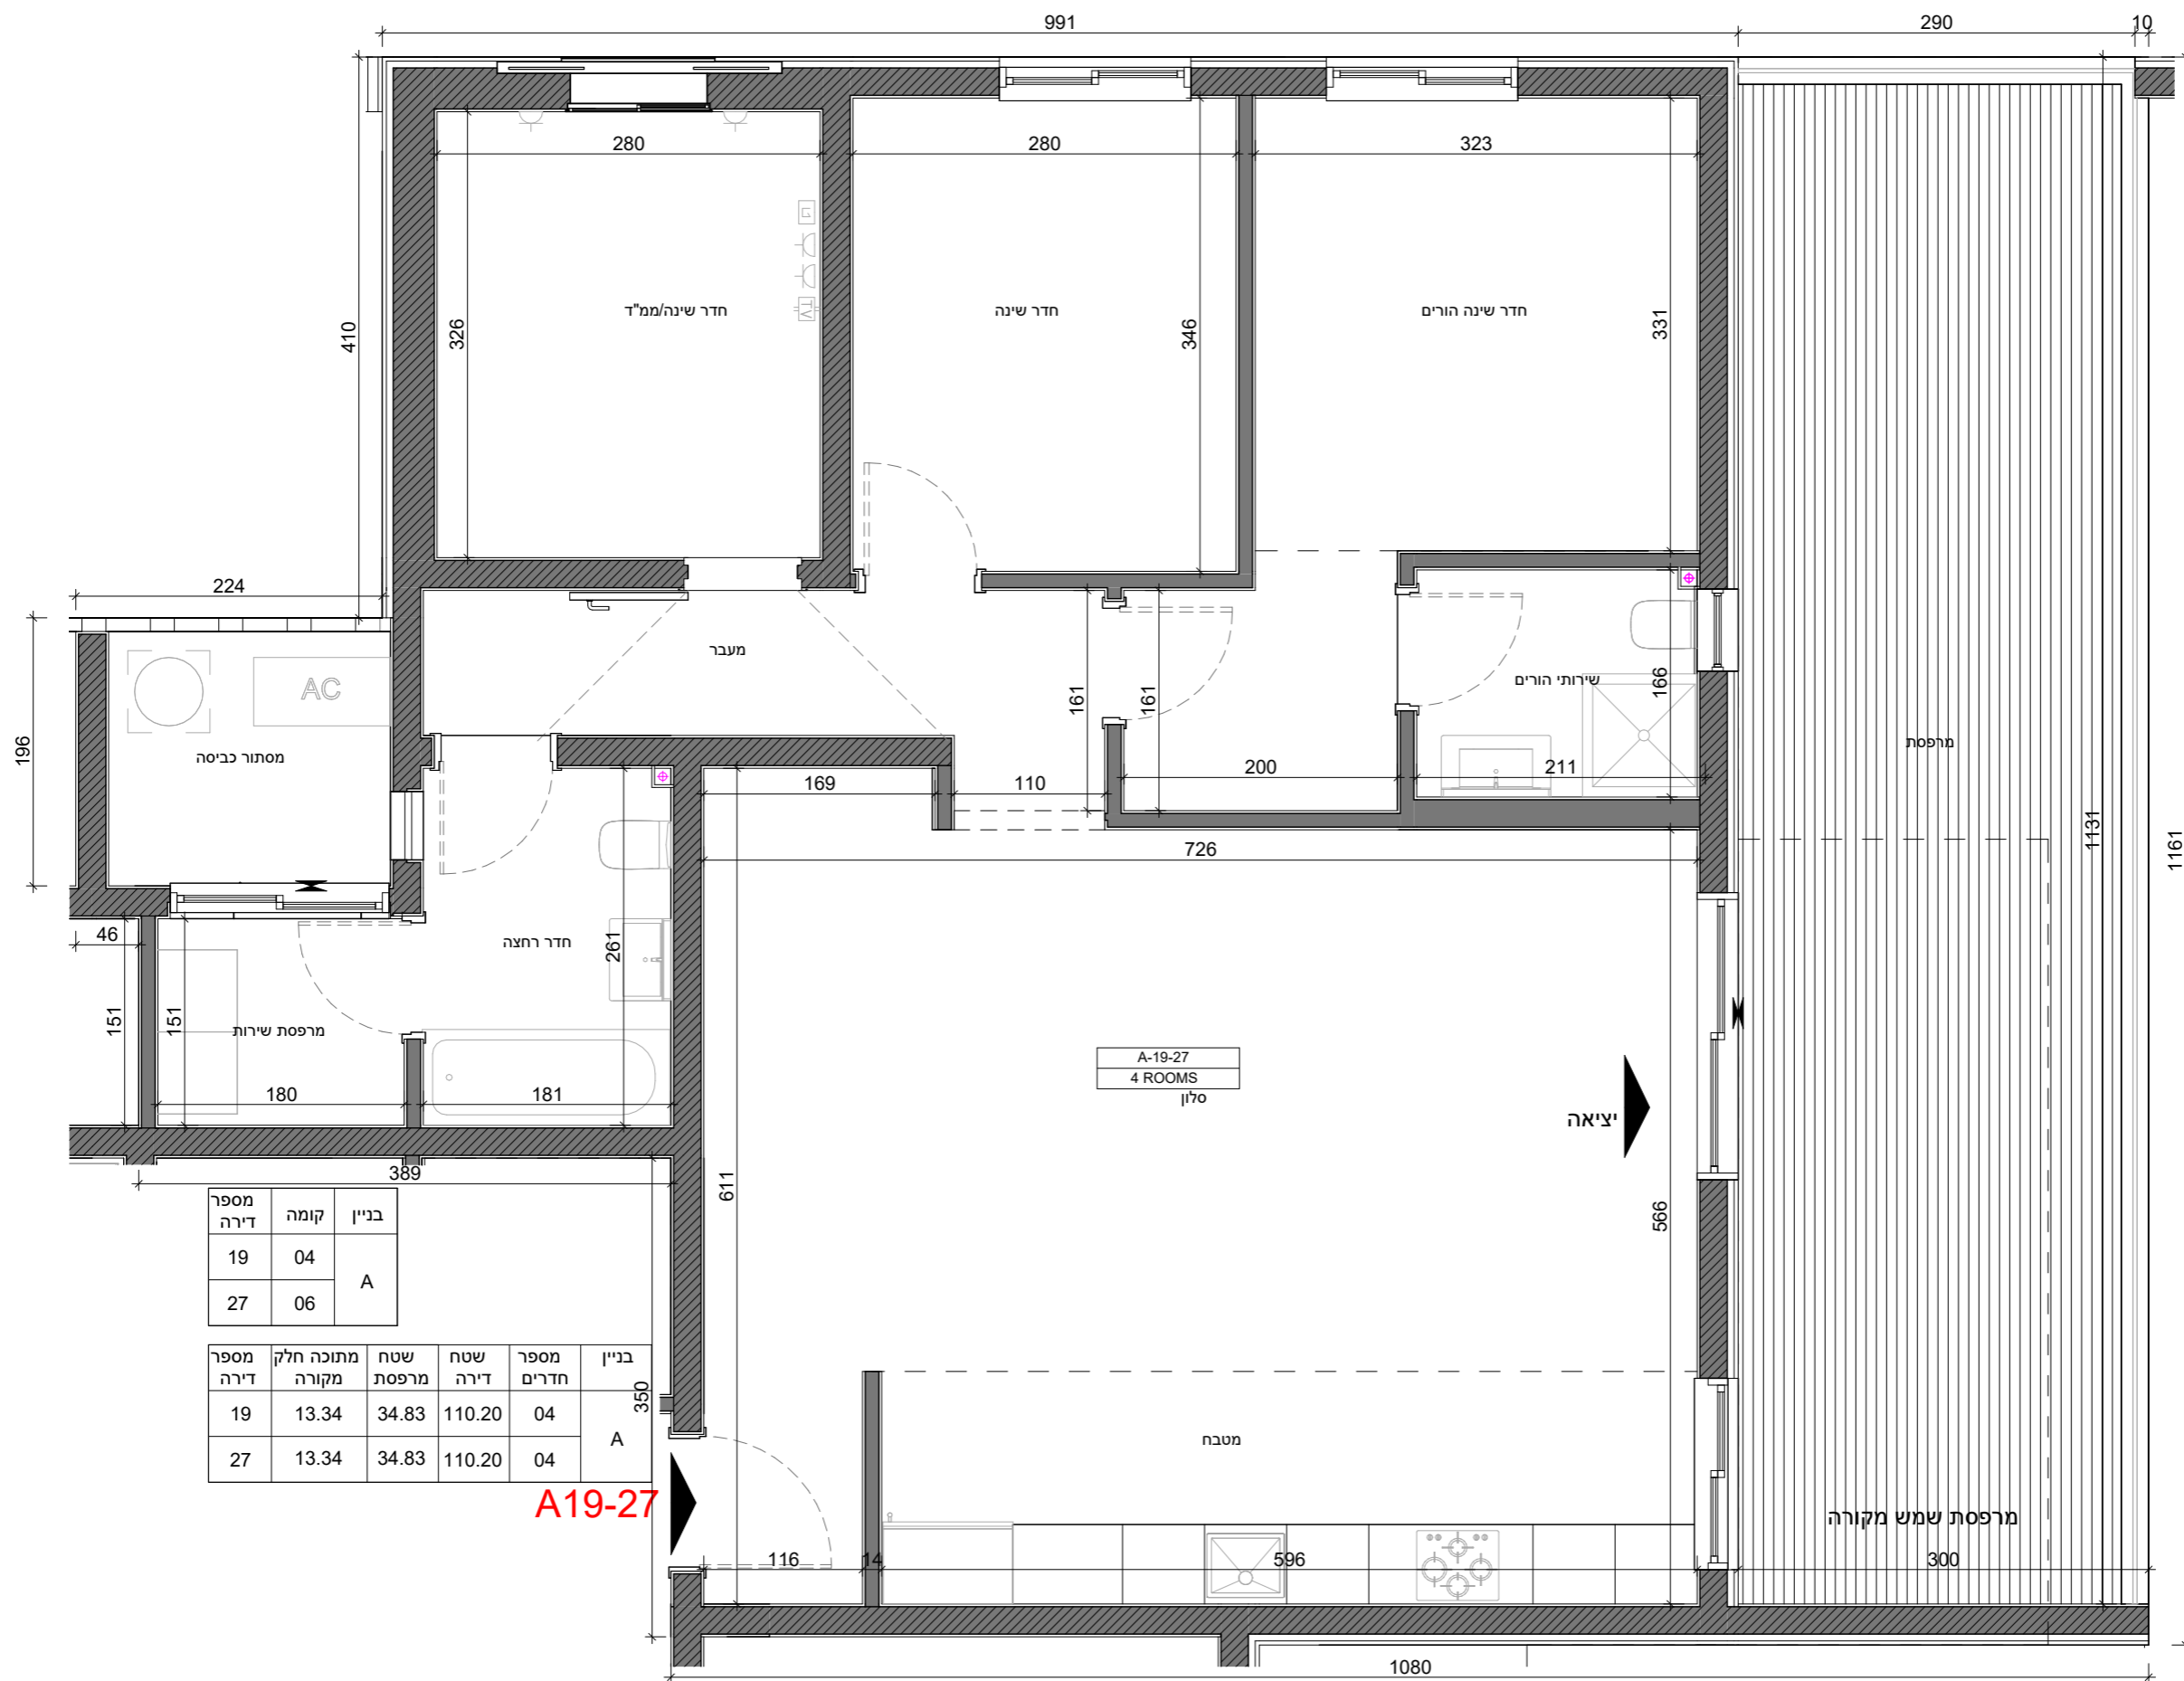 991
290
10
280
280
323
410
326
חדר שינה/ממ"ד
חדר שינה
346
חדר שינה הורים
331
TV
224
מעבר
AC
161
161
שירותי הורים
166
196
מסתור כביסה
מרפסת
169
110
200
211
726
1131
1161
46
חדר רחצה
261
151
151
מרפסת שירות
180
181
A-19-27
4 ROOMS
סלון
יציאה
389
611
566
בניין קומה מספר דירה
A 04 19
06 27
בניין מספר חדרים שטח דירה שטח מרפסת מתוכה חלק מקורה מספר דירה
A 04 110.20 34.83 13.34 19
04 110.20 34.83 13.34 27
350
מטבח
A19-27
מרפסת שמש מקורה
116
14
596
300
1080